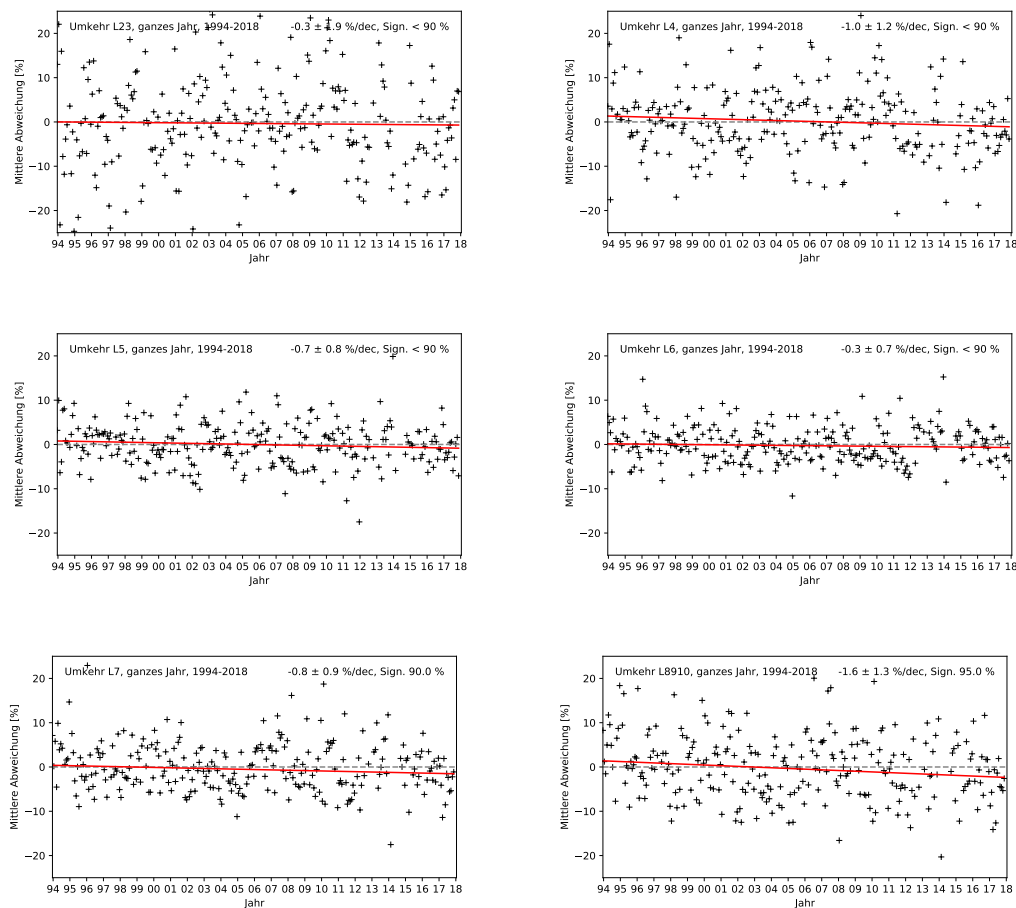 Umkehr L23, ganzes Jahr, 1994-2018 -0.3 ± 1.9 %/dec, Sign. < 90 %
20
10
0
−10
−20
Mittlere Abweichung [%]
94 95 96 97 98 99 00 01 02 03 04 05 06 07 08 09 10 11 12 13 14 15 16 17 18
Jahr
Umkehr L4, ganzes Jahr, 1994-2018 -1.0 ± 1.2 %/dec, Sign. < 90 %
20
10
0
−10
−20
Mittlere Abweichung [%]
94 95 96 97 98 99 00 01 02 03 04 05 06 07 08 09 10 11 12 13 14 15 16 17 18
Jahr
Umkehr L5, ganzes Jahr, 1994-2018 -0.7 ± 0.8 %/dec, Sign. < 90 %
20
10
0
−10
−20
Mittlere Abweichung [%]
94 95 96 97 98 99 00 01 02 03 04 05 06 07 08 09 10 11 12 13 14 15 16 17 18
Jahr
Umkehr L6, ganzes Jahr, 1994-2018 -0.3 ± 0.7 %/dec, Sign. < 90 %
20
10
0
−10
−20
Mittlere Abweichung [%]
94 95 96 97 98 99 00 01 02 03 04 05 06 07 08 09 10 11 12 13 14 15 16 17 18
Jahr
Umkehr L7, ganzes Jahr, 1994-2018 -0.8 ± 0.9 %/dec, Sign. 90.0 %
20
10
0
−10
−20
Mittlere Abweichung [%]
94 95 96 97 98 99 00 01 02 03 04 05 06 07 08 09 10 11 12 13 14 15 16 17 18
Jahr
Umkehr L8910, ganzes Jahr, 1994-2018 -1.6 ± 1.3 %/dec, Sign. 95.0 %
20
10
0
−10
−20
Mittlere Abweichung [%]
94 95 96 97 98 99 00 01 02 03 04 05 06 07 08 09 10 11 12 13 14 15 16 17 18
Jahr